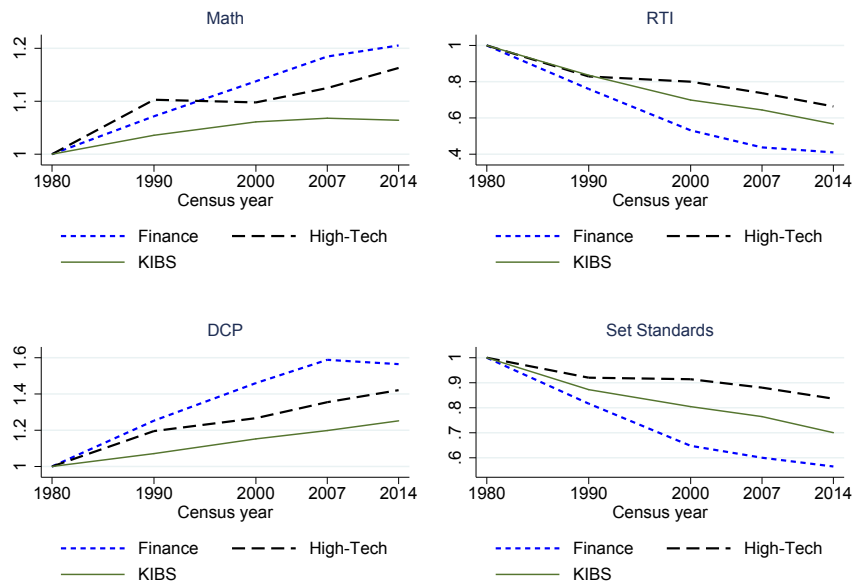 Math
1 1.1 1.2
1980 1990 2000 2007 2014
Census year
Finance High-Tech
KIBS
RTI
.4 .6 .8 1
1980 1990 2000 2007 2014
Census year
Finance High-Tech
KIBS
DCP
1 1.2 1.4 1.6
1980 1990 2000 2007 2014
Census year
Finance High-Tech
KIBS
Set Standards
.6 .7 .8 .9 1
1980 1990 2000 2007 2014
Census year
Finance High-Tech
KIBS